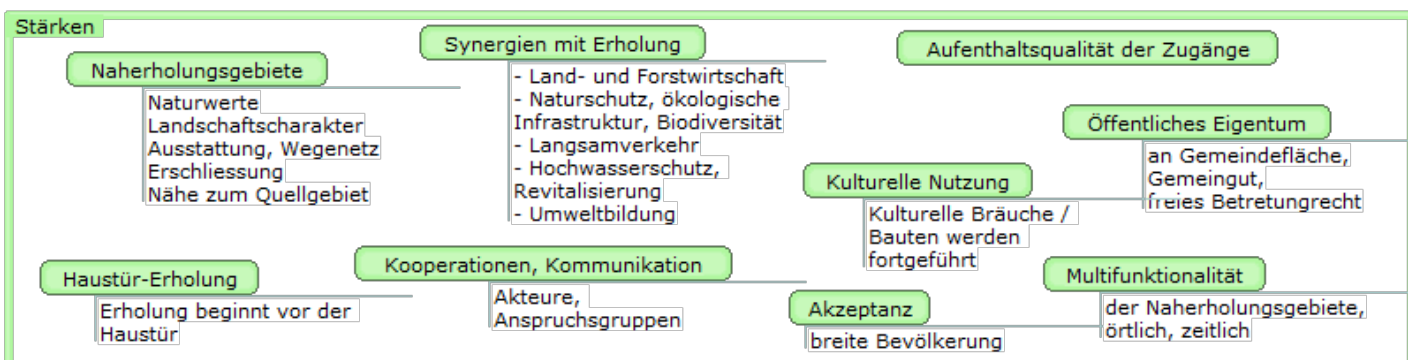 Stärken
Naherholungsgebiete
Naturwerte
Landschaftscharakter
Ausstattung, Wegenetz
Erschliessung
Nähe zum Quellgebiet
Synergien mit Erholung
- Land- und Forstwirtschaft
- Naturschutz, ökologische
Infrastruktur, Biodiversität
- Langsamverkehr
- Hochwasserschutz,
Revitalisierung
- Umweltbildung
Aufenthaltsqualität der Zugänge
Öffentliches Eigentum
an Gemeindefläche,
Gemeingut,
freies Betretungrecht
Kulturelle Nutzung
Kulturelle Bräuche /
Bauten werden
fortgeführt
Haustür-Erholung
Erholung beginnt vor der
Haustür
Kooperationen, Kommunikation
Akteure,
Anspruchsgruppen
Akzeptanz
breite Bevölkerung
Multifunktionalität
der Naherholungsgebiete,
örtlich, zeitlich